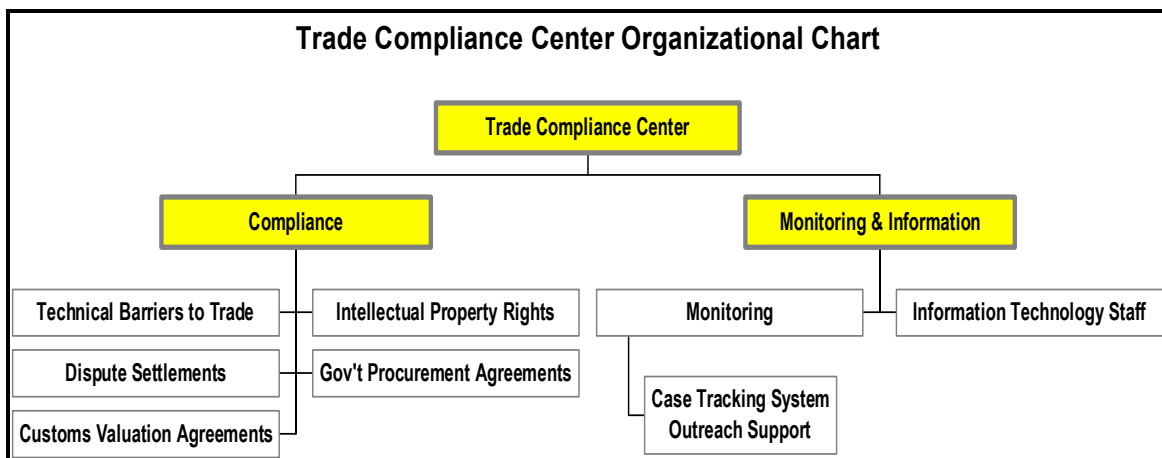 Trade Compliance Center Organizational Chart
Trade Compliance Center
Compliance
Monitoring & Information
Technical Barriers to Trade
Intellectual Property Rights
Monitoring
Information Technology Staff
Dispute Settlements
Gov't Procurement Agreements
Case Tracking System
Outreach Support
Customs Valuation Agreements